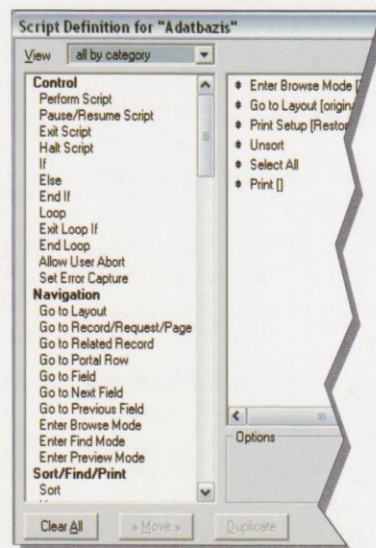 Script Definition for "Adatbazis"
View all by category
Control
Perform Script
Pause/Resume Script
Exit Script
Halt Script
If
Else
End If
Loop
Exit Loop If
End Loop
Allow User Abort
Set Error Capture
Navigation
Go to Layout
Go to Record/Request/Page
Go to Related Record
Go to Portal Row
Go to Field
Go to Next Field
Go to Previous Field
Enter Browse Mode
Enter Find Mode
Enter Preview Mode
Sort/Find/Print
Sort
Enter Browse Mode [
Go to Layout [origina
Print Setup [Restor
Unsort
Select All
Print []
Options
Clear All
» Move »
Duplicate